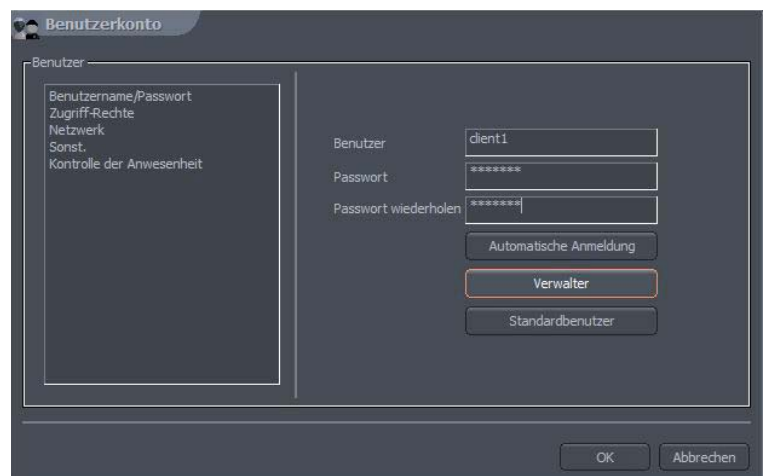 Benutzerkonto
Benutzer
Benutzername/Passwort
Zugriff-Rechte
Netzwerk
Sonst.
Kontrolle der Anwesenheit
Benutzer client1
Passwort *******
Passwort wiederholen *******
Automatische Anmeldung
Verwalter
Standardbenutzer
OK Abbrechen